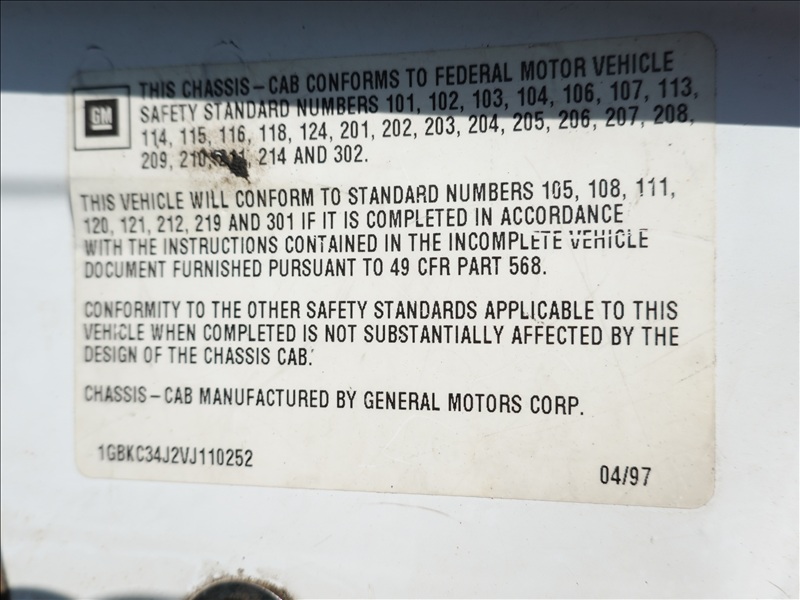 GM
THIS CHASSIS-CAB CONFORMS TO FEDERAL MOTOR VEHICLE
SAFETY STANDARD NUMBERS 101, 102, 103, 104, 106, 107, 113,
114, 115, 116, 118, 124, 201, 202, 203, 204, 205, 206, 207, 208,
209, 210, 211, 214 AND 302.
THIS VEHICLE WILL CONFORM TO STANDARD NUMBERS 105, 108, 111,
120, 121, 212, 219 AND 301 IF IT IS COMPLETED IN ACCORDANCE
WITH THE INSTRUCTIONS CONTAINED IN THE INCOMPLETE VEHICLE
DOCUMENT FURNISHED PURSUANT TO 49 CFR PART 568.
CONFORMITY TO THE OTHER SAFETY STANDARDS APPLICABLE TO THIS
VEHICLE WHEN COMPLETED IS NOT SUBSTANTIALLY AFFECTED BY THE
DESIGN OF THE CHASSIS CAB.
CHASSIS-CAB MANUFACTURED BY GENERAL MOTORS CORP.
1GBKC34J2VJ110252
04/97